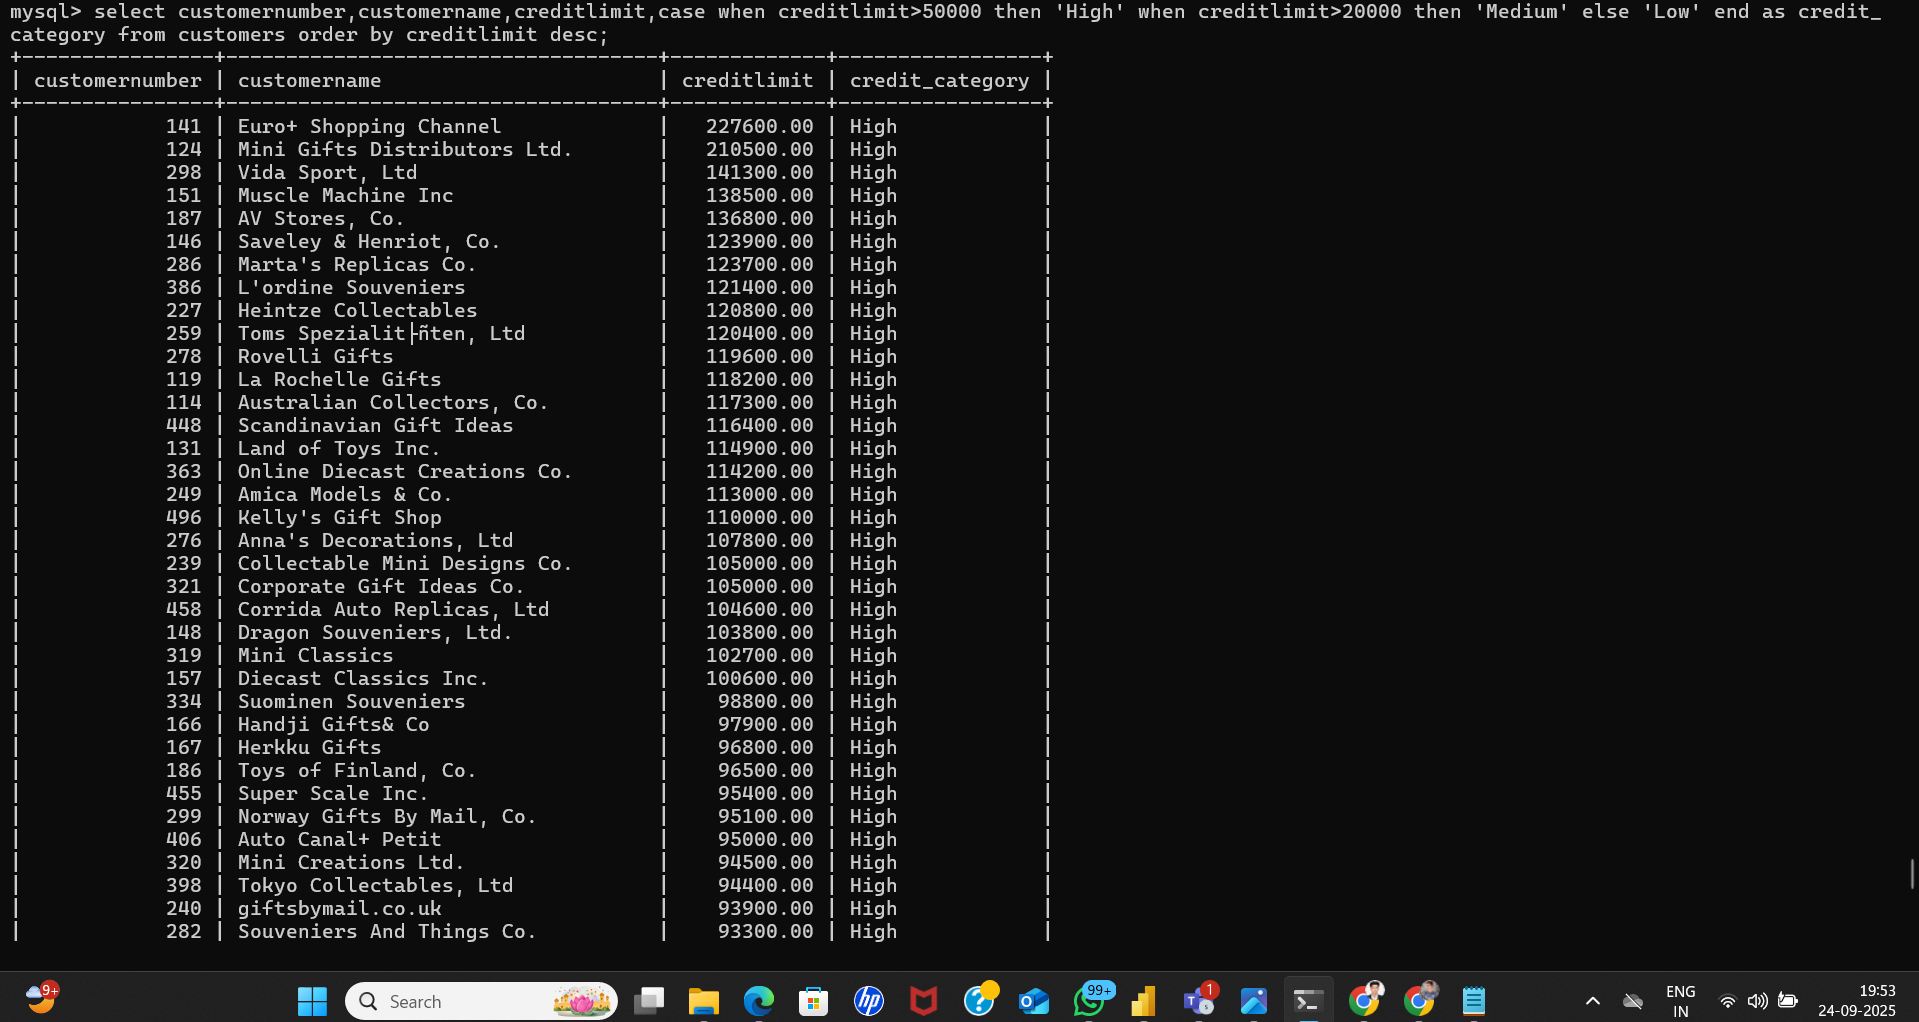 mysql> select customernumber,customername,creditlimit,case when creditlimit>50000 then 'High' when creditlimit>20000 then 'Medium' else 'Low' end as credit_
category from customers order by creditlimit desc;
+----------------+------------------------------------+-------------+-----------------+
| customernumber | customername                       | creditlimit | credit_category |
+----------------+------------------------------------+-------------+-----------------+
|            141 | Euro+ Shopping Channel             |   227600.00 | High            |
|            124 | Mini Gifts Distributors Ltd.       |   210500.00 | High            |
|            298 | Vida Sport, Ltd                    |   141300.00 | High            |
|            151 | Muscle Machine Inc                 |   138500.00 | High            |
|            187 | AV Stores, Co.                     |   136800.00 | High            |
|            146 | Saveley & Henriot, Co.             |   123900.00 | High            |
|            286 | Marta's Replicas Co.               |   123700.00 | High            |
|            386 | L'ordine Souveniers                |   121400.00 | High            |
|            227 | Heintze Collectables               |   120800.00 | High            |
|            259 | Toms Spezialit├ñten, Ltd           |   120400.00 | High            |
|            278 | Rovelli Gifts                      |   119600.00 | High            |
|            119 | La Rochelle Gifts                  |   118200.00 | High            |
|            114 | Australian Collectors, Co.         |   117300.00 | High            |
|            448 | Scandinavian Gift Ideas            |   116400.00 | High            |
|            131 | Land of Toys Inc.                  |   114900.00 | High            |
|            363 | Online Diecast Creations Co.       |   114200.00 | High            |
|            249 | Amica Models & Co.                 |   113000.00 | High            |
|            496 | Kelly's Gift Shop                  |   110000.00 | High            |
|            276 | Anna's Decorations, Ltd            |   107800.00 | High            |
|            239 | Collectable Mini Designs Co.       |   105000.00 | High            |
|            321 | Corporate Gift Ideas Co.           |   105000.00 | High            |
|            458 | Corrida Auto Replicas, Ltd         |   104600.00 | High            |
|            148 | Dragon Souveniers, Ltd.            |   103800.00 | High            |
|            319 | Mini Classics                      |   102700.00 | High            |
|            157 | Diecast Classics Inc.              |   100600.00 | High            |
|            334 | Suominen Souveniers                |    98800.00 | High            |
|            166 | Handji Gifts& Co                   |    97900.00 | High            |
|            167 | Herkku Gifts                       |    96800.00 | High            |
|            186 | Toys of Finland, Co.               |    96500.00 | High            |
|            455 | Super Scale Inc.                   |    95400.00 | High            |
|            299 | Norway Gifts By Mail, Co.          |    95100.00 | High            |
|            406 | Auto Canal+ Petit                  |    95000.00 | High            |
|            320 | Mini Creations Ltd.                |    94500.00 | High            |
|            398 | Tokyo Collectables, Ltd            |    94400.00 | High            |
|            240 | giftsbymail.co.uk                  |    93900.00 | High            |
|            282 | Souveniers And Things Co.          |    93300.00 | High            |
9+
Search
hp
99+
1
ENG
IN
19:53
24-09-2025